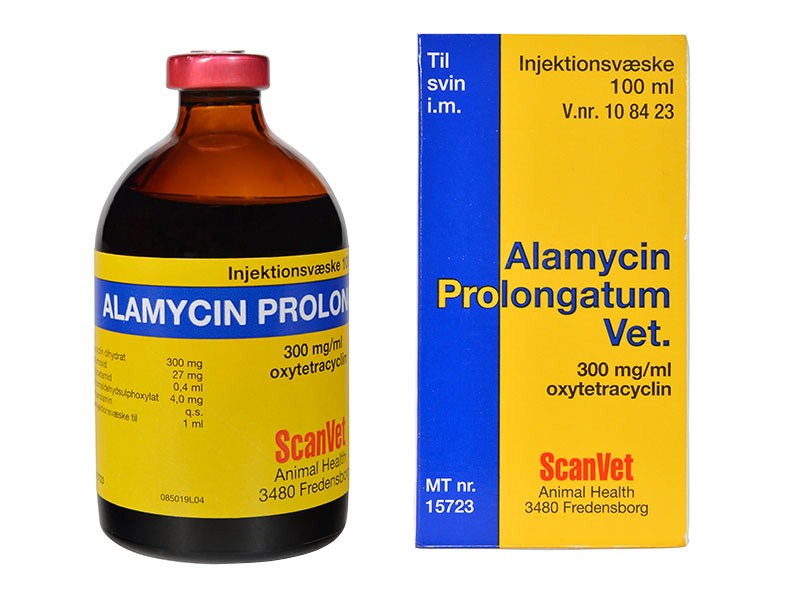 Injektionsvæske
ALAMYCIN PROLON
300 mg/ml
oxytetracyclin
dihydrat 300 mg
27 mg
0,4 ml
4,0 mg
q.s.
til 1 ml
ScanVet
Animal Health
3480 Fredensborg
085019L04
Til
svin
i.m.
Injektionsvæske
100 ml
V.nr. 10 84 23
Alamycin
Prolongatum
Vet.
300 mg/ml
oxytetracyclin
ScanVet
Animal Health
3480 Fredensborg
MT nr.
15723